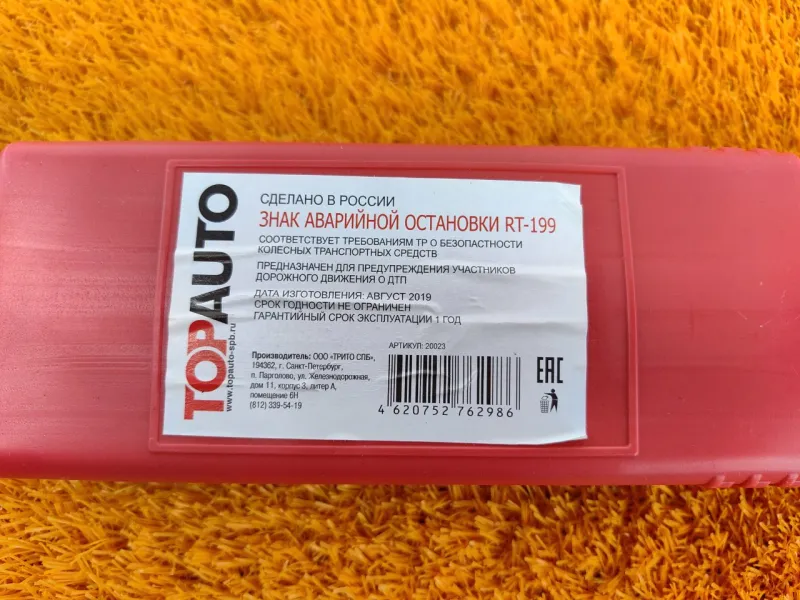 TOPAUTO
www.topauto-spb.ru
СДЕЛАНО В РОССИИ
ЗНАК АВАРИЙНОЙ ОСТАНОВКИ RT-199
СООТВЕТСТВУЕТ ТРЕБОВАНИЯМ ТР О БЕЗОПАСТНОСТИ
КОЛЕСНЫХ ТРАНСПОРТНЫХ СРЕДСТВ
ПРЕДНАЗНАЧЕН ДЛЯ ПРЕДУПРЕЖДЕНИЯ УЧАСТНИКОВ
ДОРОЖНОГО ДВИЖЕНИЯ О ДТП
ДАТА ИЗГОТОВЛЕНИЯ: АВГУСТ 2019
СРОК ГОДНОСТИ НЕ ОГРАНИЧЕН
ГАРАНТИЙНЫЙ СРОК ЭКСПЛУАТАЦИИ 1 ГОД
АРТИКУЛ: 20023
Производитель: ООО «ТРИТО СПБ»,
194362, г. Санкт-Петербург,
п. Парголово, ул. Железнодорожная,
дом 11, корпус 3, литер А,
помещение 6Н
(812) 339-54-19
4 620752 762986
EAC